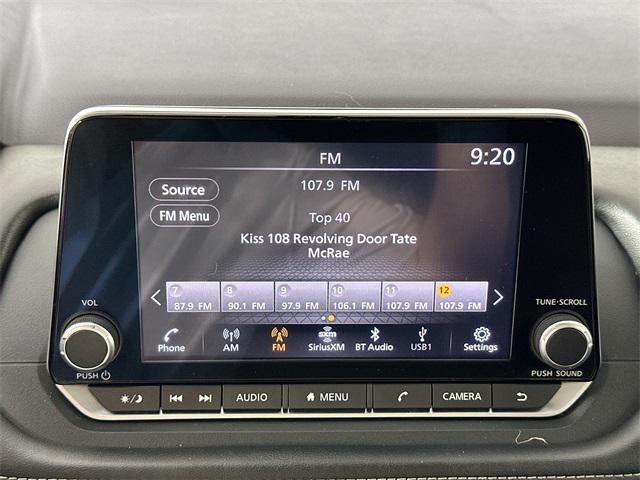 FM
9:20
107.9 FM
Source
FM Menu
Top 40
Kiss 108 Revolving Door Tate
McRae
7 8 9 10 11 12
87.9 FM 90.1 FM 97.9 FM 106.1 FM 107.9 FM 107.9 FM
Phone AM FM SiriusXM BT Audio USB1 Settings
sxm
VOL
PUSH
TUNE·SCROLL
PUSH SOUND
AUDIO MENU CAMERA